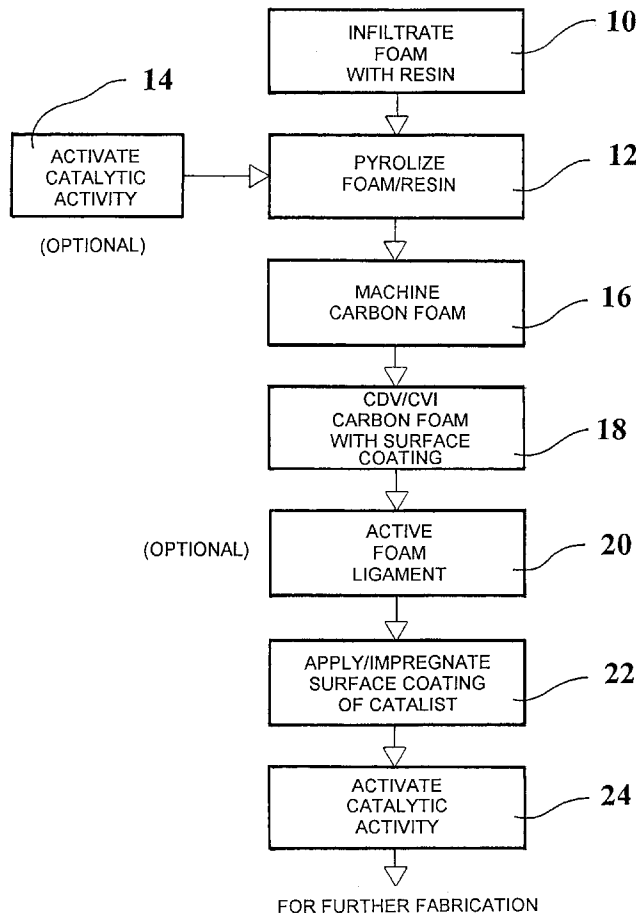 10
INFILTRATE
FOAM
WITH RESIN
14
ACTIVATE
CATALYTIC
ACTIVITY
(OPTIONAL)
12
PYROLIZE
FOAM/RESIN
MACHINE
CARBON FOAM
16
CDV/CVI
CARBON FOAM
WITH SURFACE
COATING
18
(OPTIONAL)
ACTIVE
FOAM
LIGAMENT
20
APPLY/IMPREGNATE
SURFACE COATING
OF CATALIST
22
ACTIVATE
CATALYTIC
ACTIVITY
24
FOR FURTHER FABRICATION